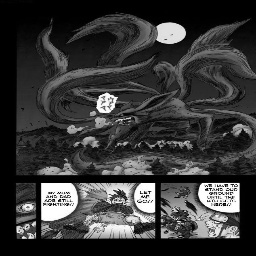 MY MOM
AND DAD
ARE STILL
FIGHTING!!
LET
ME
GO!!
WE HAVE TO
STAND OUR
GROUND
UNTIL THE